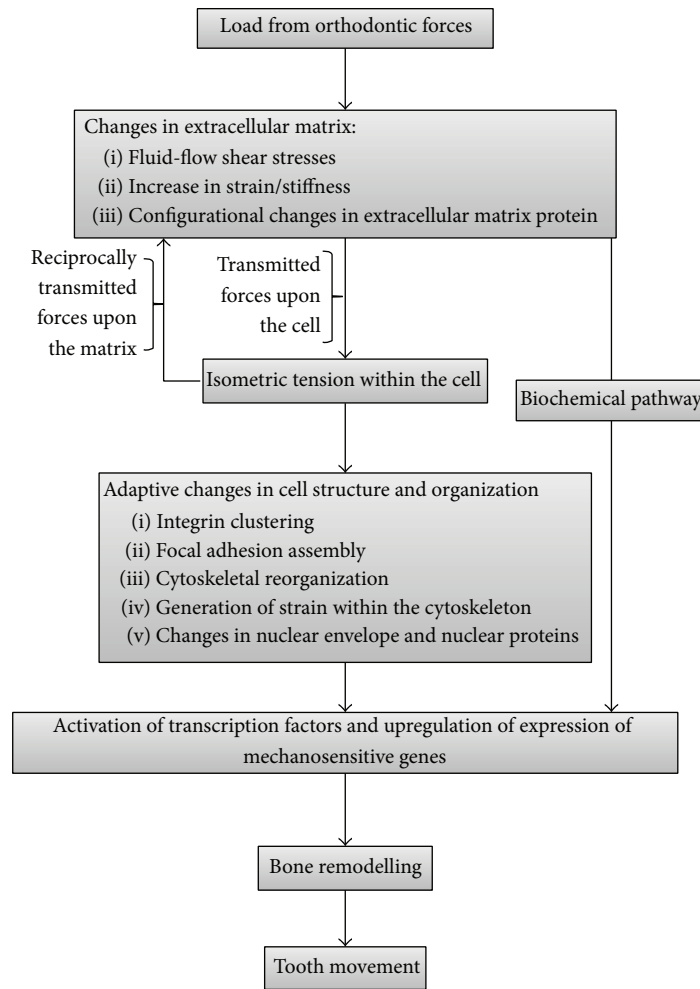 Load from orthodontic forces
Changes in extracellular matrix:
(i) Fluid-flow shear stresses
(ii) Increase in strain/stiffness
(iii) Configurational changes in extracellular matrix protein
Reciprocally
transmitted
forces upon
the matrix
Transmitted
forces upon
the cell
Isometric tension within the cell
Biochemical pathway
Adaptive changes in cell structure and organization
(i) Integrin clustering
(ii) Focal adhesion assembly
(iii) Cytoskeletal reorganization
(iv) Generation of strain within the cytoskeleton
(v) Changes in nuclear envelope and nuclear proteins
Activation of transcription factors and upregulation of expression of
mechanosensitive genes
Bone remodelling
Tooth movement